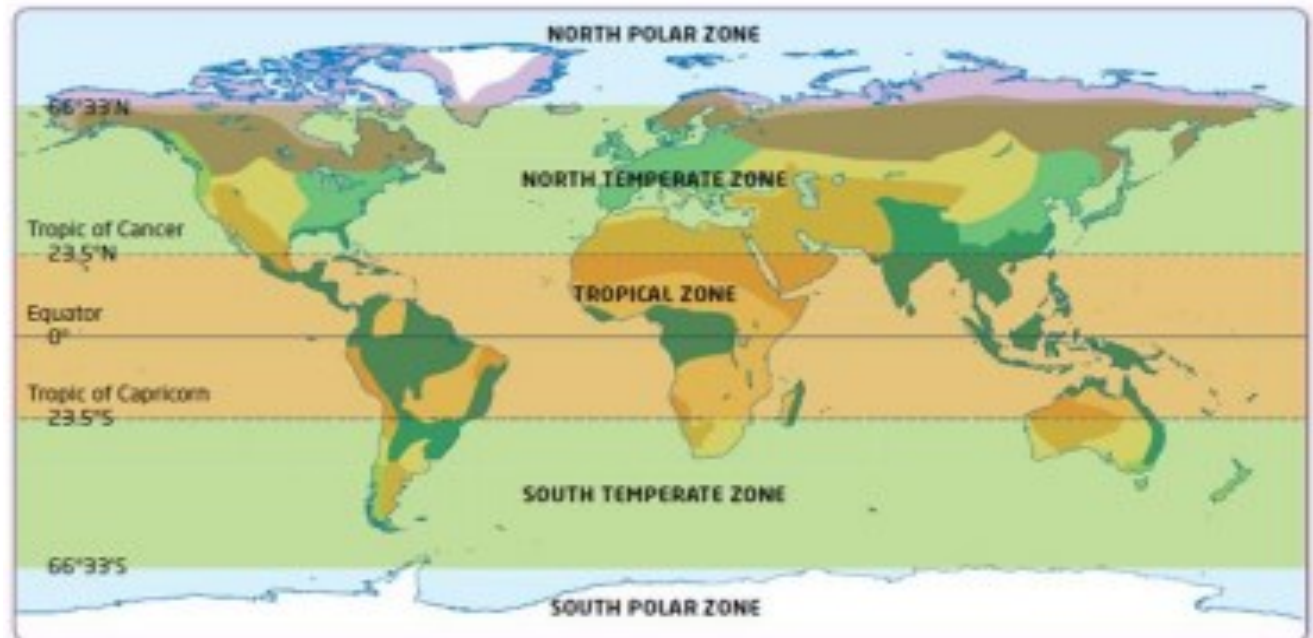 NORTH POLAR ZONE
66°33'N
NORTH TEMPERATE ZONE
Tropic of Cancer
23.5°N
TROPICAL ZONE
Equator
0°
Tropic of Capricorn
23.5°S
SOUTH TEMPERATE ZONE
66°33'S
SOUTH POLAR ZONE